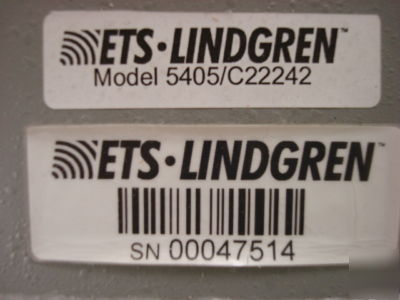 ETS·LINDGREN™
Model 5405/C22242
ETS·LINDGREN™
SN 00047514